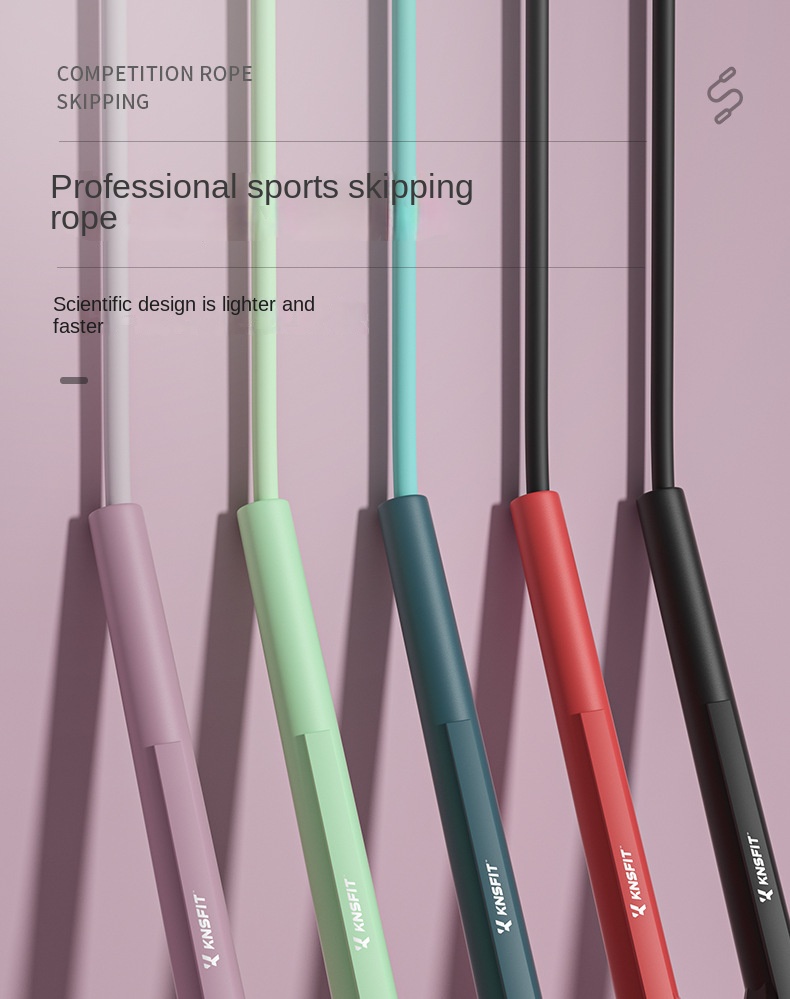 COMPETITION ROPE
SKIPPING
Professional sports skipping
rope
Scientific design is lighter and
faster
KNSFIT
KNSFIT
KNSFIT
KNSFIT
KNSFIT